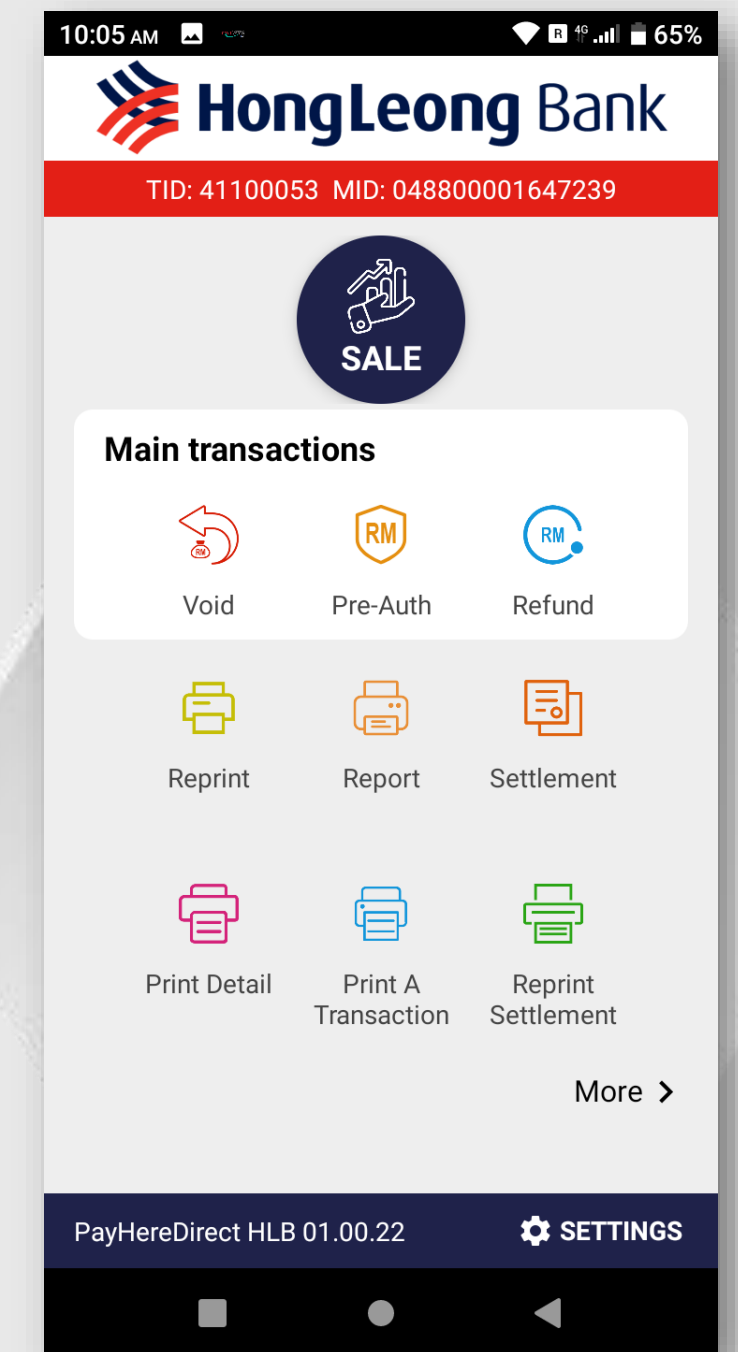 10:05 AM R 4G 65%
HongLeong Bank
TID: 41100053 MID: 048800001647239
SALE
Main transactions
RM RM RM
Void Pre-Auth Refund
Reprint Report Settlement
Print Detail Print A Transaction Reprint Settlement
More
PayHereDirect HLB 01.00.22 SETTINGS